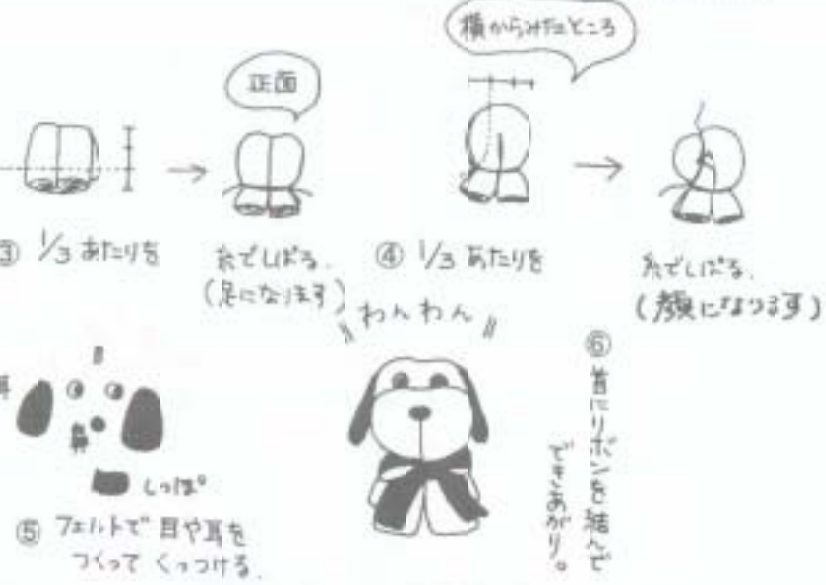 横からみたところ
正面
③ 1/3 あたりを
糸でしばる.
(足になります)
④ 1/3 あたりを
糸でしばる.
(顔になります)
わんわん
耳
目
鼻
しっぽ
⑤ フェルトで 目や耳を
つくって くっつける.
⑥ 首にリボンを結んで
できあがり。